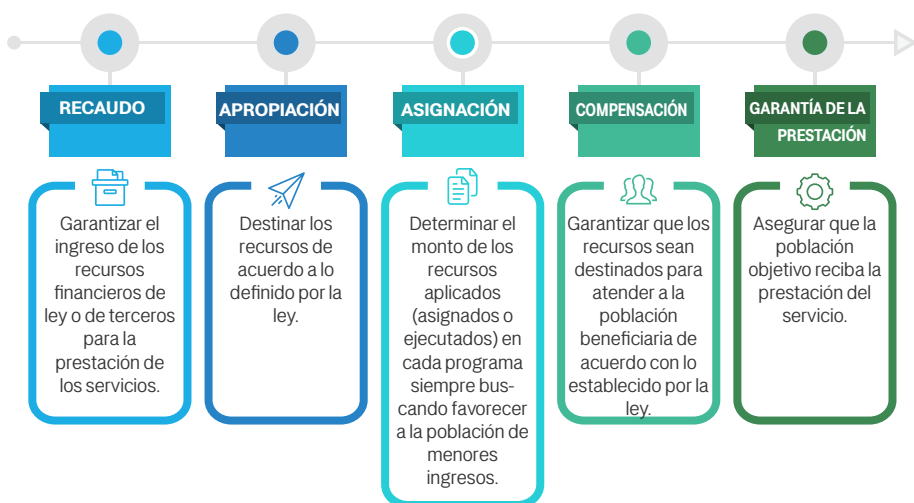 RECAUDO
Garantizar el
ingreso de los
recursos
financieros de
ley o de terceros
para la
prestación de
los servicios.
APROPIACIÓN
Destinar los
recursos de
acuerdo a lo
definido por la
ley.
ASIGNACIÓN
Determinar el
monto de los
recursos
aplicados
(asignados o
ejecutados) en
cada programa
siempre bus-
cando favorecer
a la población de
menores
ingresos.
COMPENSACIÓN
Garantizar que los
recursos sean
destinados para
atender a la
población
beneficiaria de
acuerdo con lo
establecido por la
ley.
GARANTÍA DE LA
PRESTACIÓN
Asegurar que la
población
objetivo reciba la
prestación del
servicio.